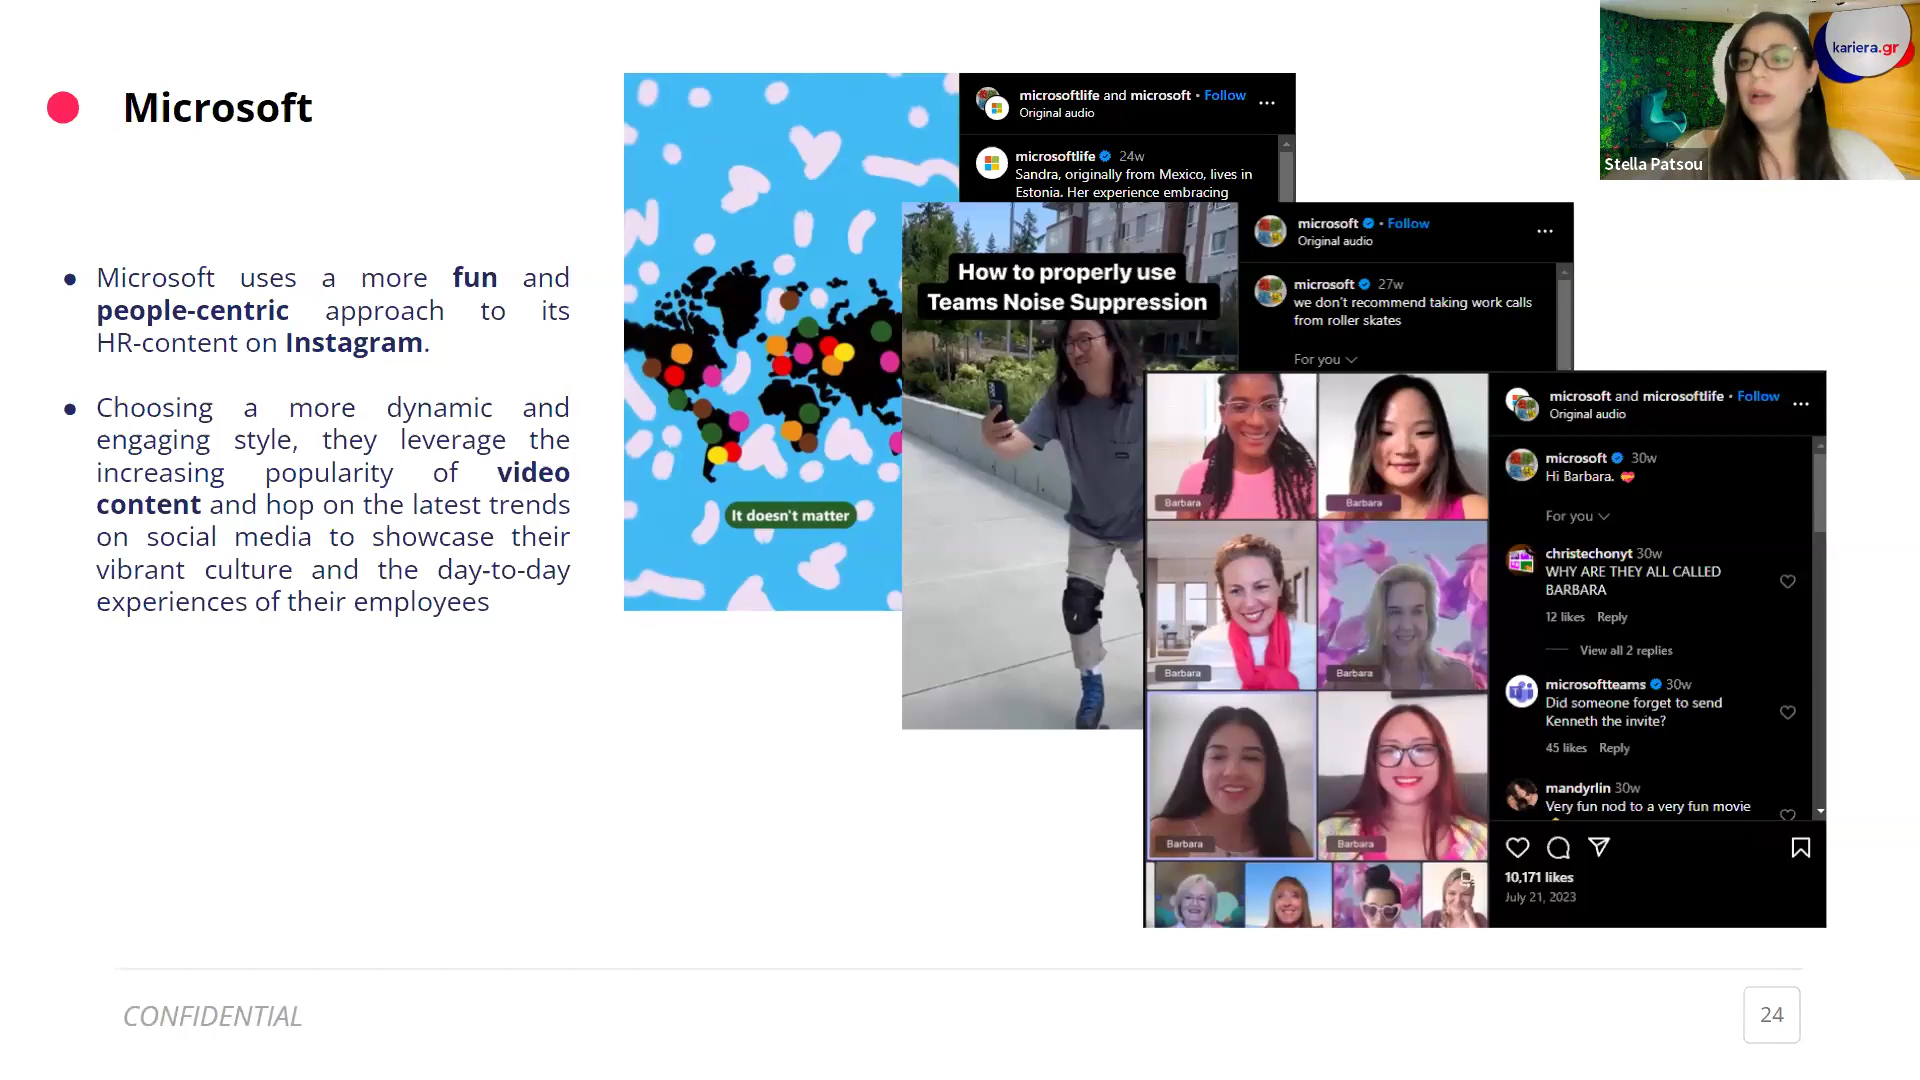 Microsoft
Microsoft uses a more fun and
people-centric approach to its
HR-content on Instagram.
Choosing a more dynamic and
engaging style, they leverage the
increasing popularity of video
content and hop on the latest trends
on social media to showcase their
vibrant culture and the day-to-day
experiences of their employees
It doesn't matter
microsoftlife and microsoft • Follow
Original audio
microsoftlife 24w
Sandra, originally from Mexico, lives in
Estonia. Her experience embracing
How to properly use
Teams Noise Suppression
microsoft • Follow
Original audio
microsoft 27w
we don't recommend taking work calls
from roller skates
For you
Barbara
Barbara
Barbara
Barbara
Barbara
Barbara
microsoft and microsoftlife • Follow
Original audio
microsoft 30w
Hi Barbara. 💝
For you
christechonyt 30w
WHY ARE THEY ALL CALLED
BARBARA
12 likes Reply
View all 2 replies
microsoftteams 30w
Did someone forget to send
Kenneth the invite?
45 likes Reply
mandyrlin 30w
Very fun nod to a very fun movie
10,171 likes
July 21, 2023
kariera.gr
Stella Patsou
CONFIDENTIAL
24